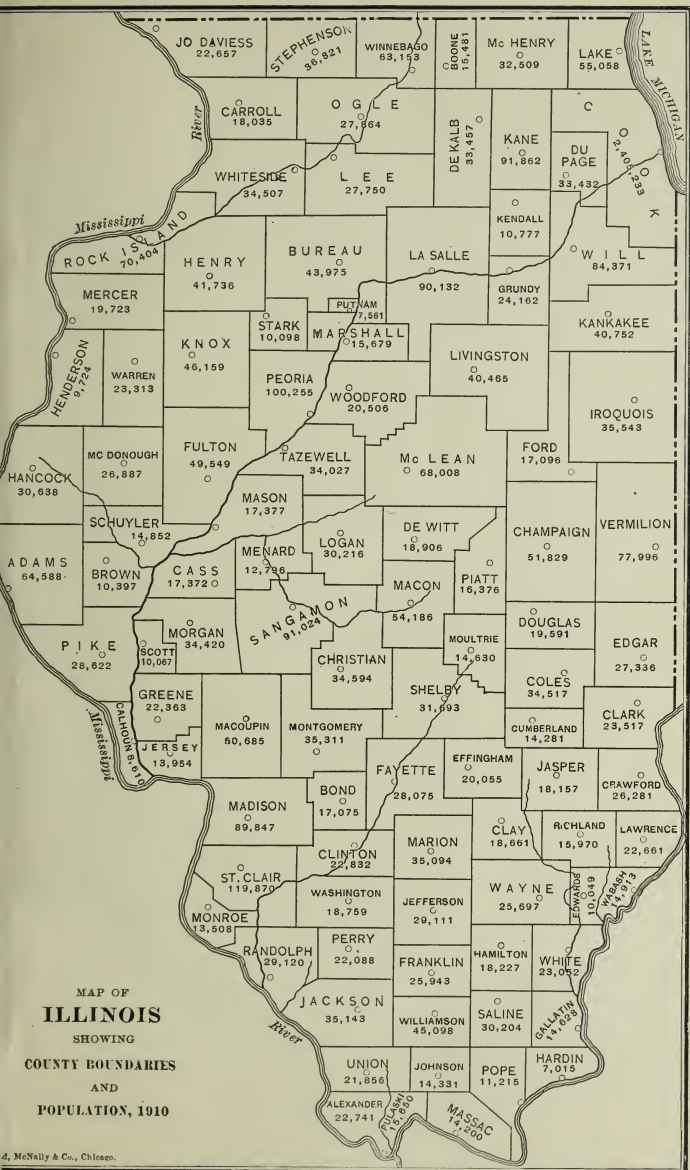 JO DAVIESS
22,657
STEPHENSON
36,821
WINNEBAGO
63,153
BOONE
15,481
Mc HENRY
32,509
LAKE
55,058
LAKE MICHIGAN
CARROLL
18,035
OGLE
27,864
DE KALB
33,457
KANE
91,862
DU
PAGE
33,432
COOK
2,405,233
River
WHITESIDE
34,507
LEE
27,750
KENDALL
10,777
Mississippi
ROCK ISLAND
70,404
HENRY
41,736
BUREAU
43,975
LA SALLE
90,132
GRUNDY
24,162
WILL
84,371
MERCER
19,723
PUTNAM
7,561
STARK
10,098
MARSHALL
15,679
KANKAKEE
40,752
HENDERSON
9,724
WARREN
23,313
KNOX
46,159
PEORIA
100,255
WOODFORD
20,506
LIVINGSTON
40,465
IROQUOIS
35,543
HANCOCK
30,638
MC DONOUGH
26,887
FULTON
49,549
TAZEWELL
34,027
Mc LEAN
68,008
FORD
17,096
MASON
17,377
SCHUYLER
14,852
ADAMS
64,588
BROWN
10,397
CASS
17,372
MENARD
12,796
LOGAN
30,216
DE WITT
18,906
PIATT
16,376
CHAMPAIGN
51,829
VERMILION
77,996
MACON
54,186
SANGAMON
91,024
MORGAN
34,420
SCOTT
10,067
PIKE
28,622
CHRISTIAN
34,594
MOULTRIE
14,630
DOUGLAS
19,591
EDGAR
27,336
COLES
34,517
SHELBY
31,693
GREENE
22,363
CALHOUN 8,610
JERSEY
13,954
Mississippi
MACOUPIN
50,685
MONTGOMERY
35,311
CUMBERLAND
14,281
CLARK
23,517
FAYETTE
28,075
EFFINGHAM
20,055
JASPER
18,157
CRAWFORD
26,281
MADISON
89,847
BOND
17,075
CLINTON
22,832
MARION
35,094
CLAY
18,661
RICHLAND
15,970
LAWRENCE
22,661
ST. CLAIR
119,870
WASHINGTON
18,759
JEFFERSON
29,111
WAYNE
25,697
EDWARDS
10,049
WABASH
14,913
MONROE
13,508
RANDOLPH
29,120
PERRY
22,088
FRANKLIN
25,943
HAMILTON
18,227
WHITE
23,052
JACKSON
35,143
WILLIAMSON
45,098
SALINE
30,204
GALLATIN
14,628
River
UNION
21,856
JOHNSON
14,331
POPE
11,215
HARDIN
7,015
ALEXANDER
22,741
PULASKI
15,650
MASSAC
14,200
MAP OF
ILLINOIS
SHOWING
COUNTY BOUNDARIES
AND
POPULATION, 1910
d, McNally & Co., Chicago.